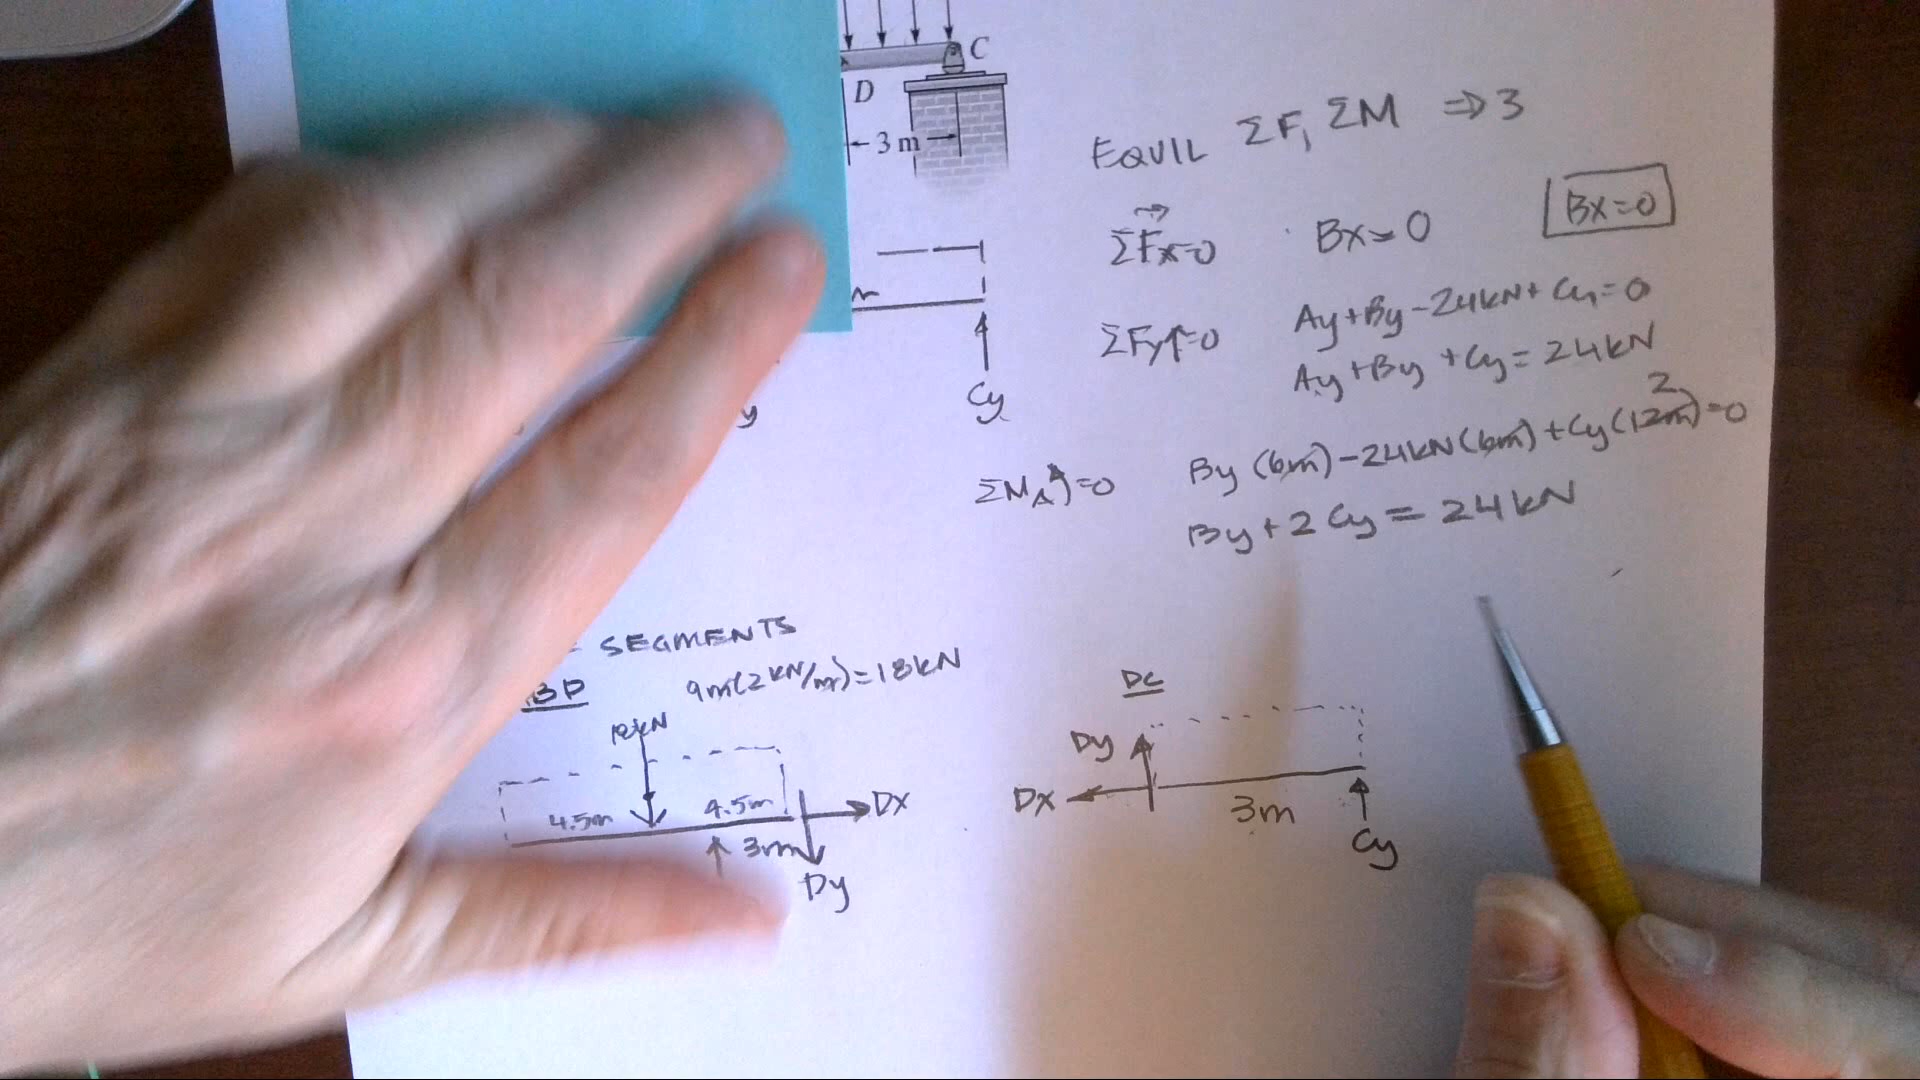 C
D
3 m
Cy
y
EQUIL ΣF, ΣM ⇒ 3
ΣFx=0 Bx=0 Bx=0
ΣFy↑=0 Ay+By-24kN+Cy=0
Ay+By+Cy=24kN
2
ΣMA=0 By(6m)-24kN(6m)+Cy(12m)=0
By+2Cy=24kN
SEGMENTS
BD 9m(2kN/m)=18kN
18kN
4.5m 4.5m
Dx
3m
Dy
DC
Dy
Dx
3m
Cy